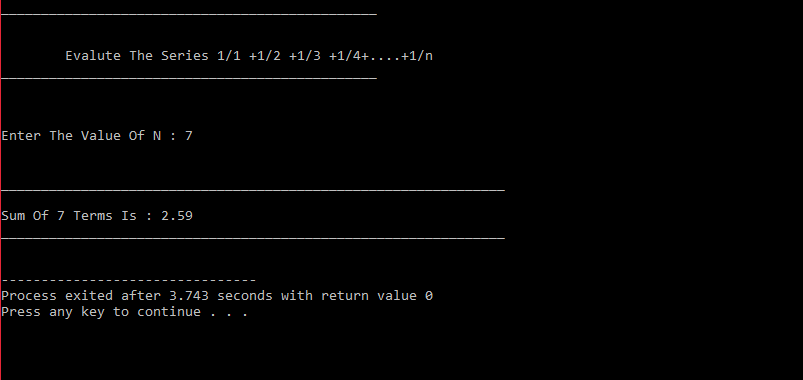 Evalute The Series 1/1 +1/2 +1/3 +1/4+....+1/n
Enter The Value Of N : 7
Sum Of 7 Terms Is : 2.59
--------------------------------
Process exited after 3.743 seconds with return value 0
Press any key to continue . . .